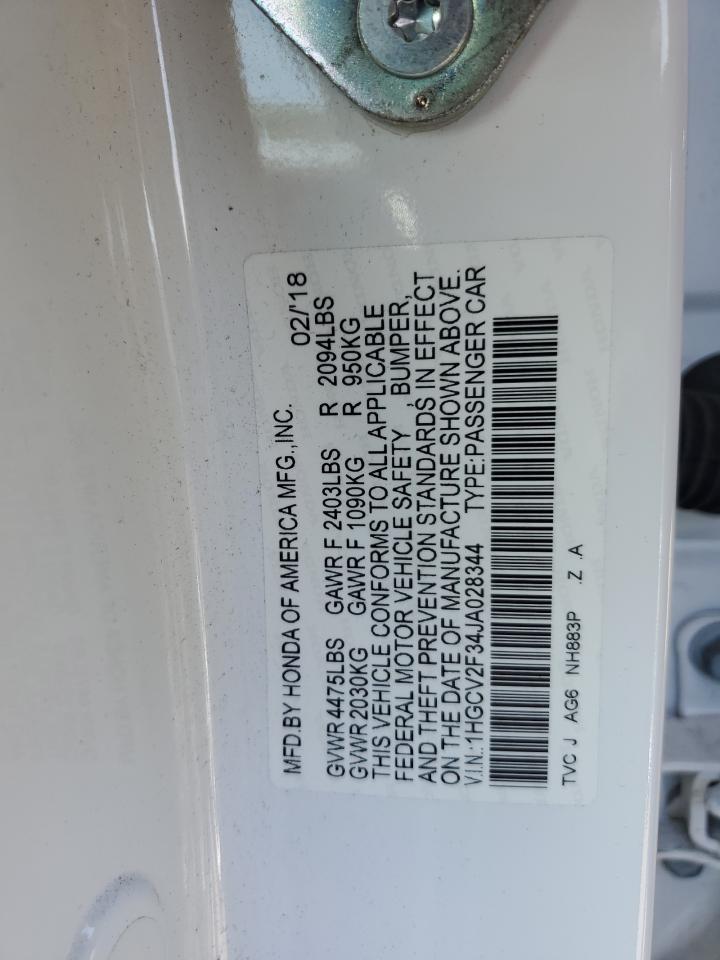 MFD.BY HONDA OF AMERICA MFG.,INC. 02/'18
GVWR 4475LBS GAWR F 2403LBS R 2094LBS
GVWR 2030KG GAWR F 1090KG R 950KG
THIS VEHICLE CONFORMS TO ALL APPLICABLE
FEDERAL MOTOR VEHICLE SAFETY , BUMPER,
AND THEFT PREVENTION STANDARDS IN EFFECT
ON THE DATE OF MANUFACTURE SHOWN ABOVE.
V.I.N.: 1HGCV2F34JA028344 TYPE:PASSENGER CAR
TVC J AG6 NH883P .Z .A